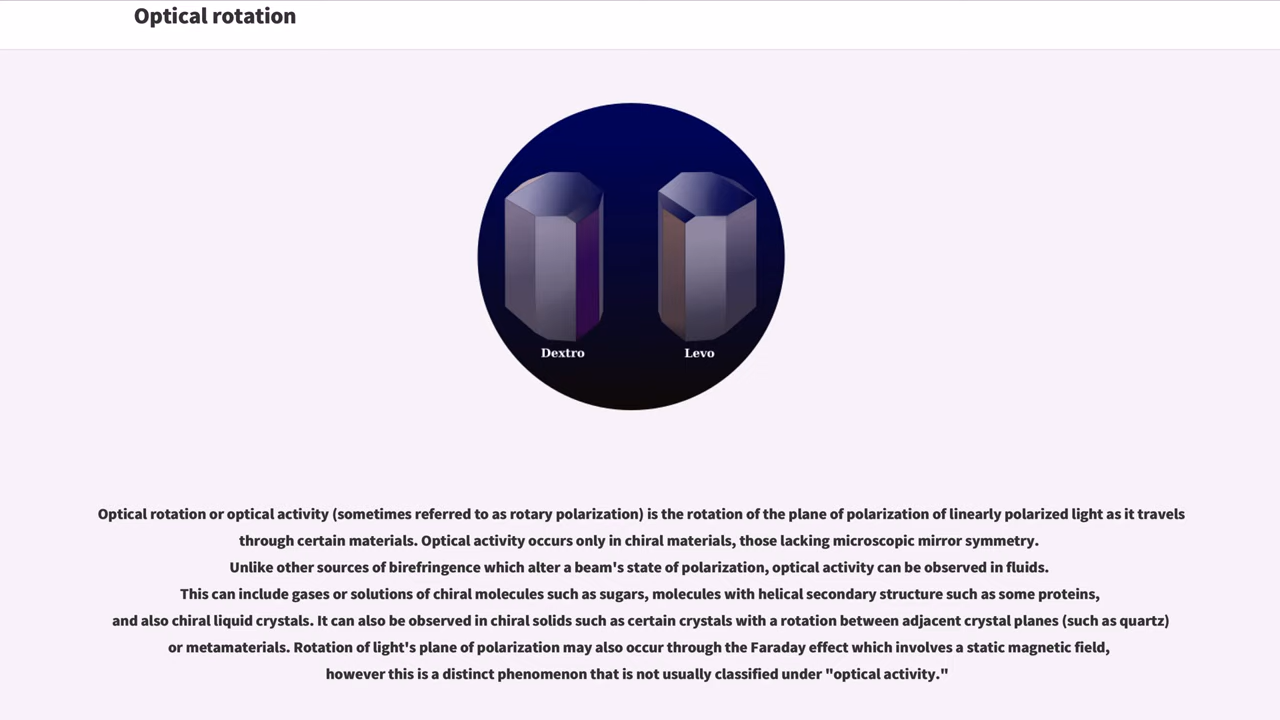 Optical rotation
Dextro
Levo
Optical rotation or optical activity (sometimes referred to as rotary polarization) is the rotation of the plane of polarization of linearly polarized light as it travels
through certain materials. Optical activity occurs only in chiral materials, those lacking microscopic mirror symmetry.
Unlike other sources of birefringence which alter a beam's state of polarization, optical activity can be observed in fluids.
This can include gases or solutions of chiral molecules such as sugars, molecules with helical secondary structure such as some proteins,
and also chiral liquid crystals. It can also be observed in chiral solids such as certain crystals with a rotation between adjacent crystal planes (such as quartz)
or metamaterials. Rotation of light's plane of polarization may also occur through the Faraday effect which involves a static magnetic field,
however this is a distinct phenomenon that is not usually classified under "optical activity."